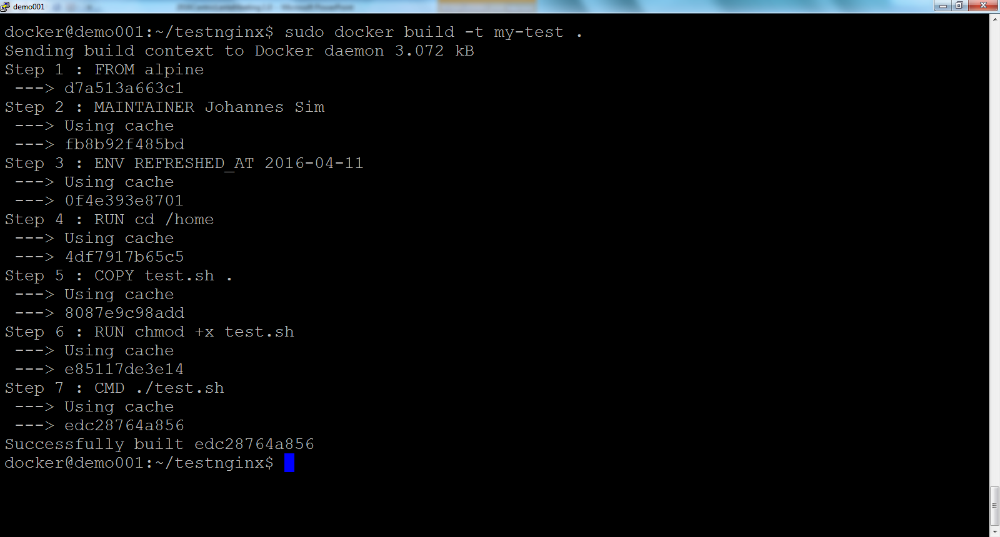 demo001
docker@demo001:~/testnginx$ sudo docker build -t my-test .
Sending build context to Docker daemon 3.072 kB
Step 1 : FROM alpine
 ---> d7a513a663c1
Step 2 : MAINTAINER Johannes Sim
 ---> Using cache
 ---> fb8b92f485bd
Step 3 : ENV REFRESHED_AT 2016-04-11
 ---> Using cache
 ---> 0f4e393e8701
Step 4 : RUN cd /home
 ---> Using cache
 ---> 4df7917b65c5
Step 5 : COPY test.sh .
 ---> Using cache
 ---> 8087e9c98add
Step 6 : RUN chmod +x test.sh
 ---> Using cache
 ---> e85117de3e14
Step 7 : CMD ./test.sh
 ---> Using cache
 ---> edc28764a856
Successfully built edc28764a856
docker@demo001:~/testnginx$